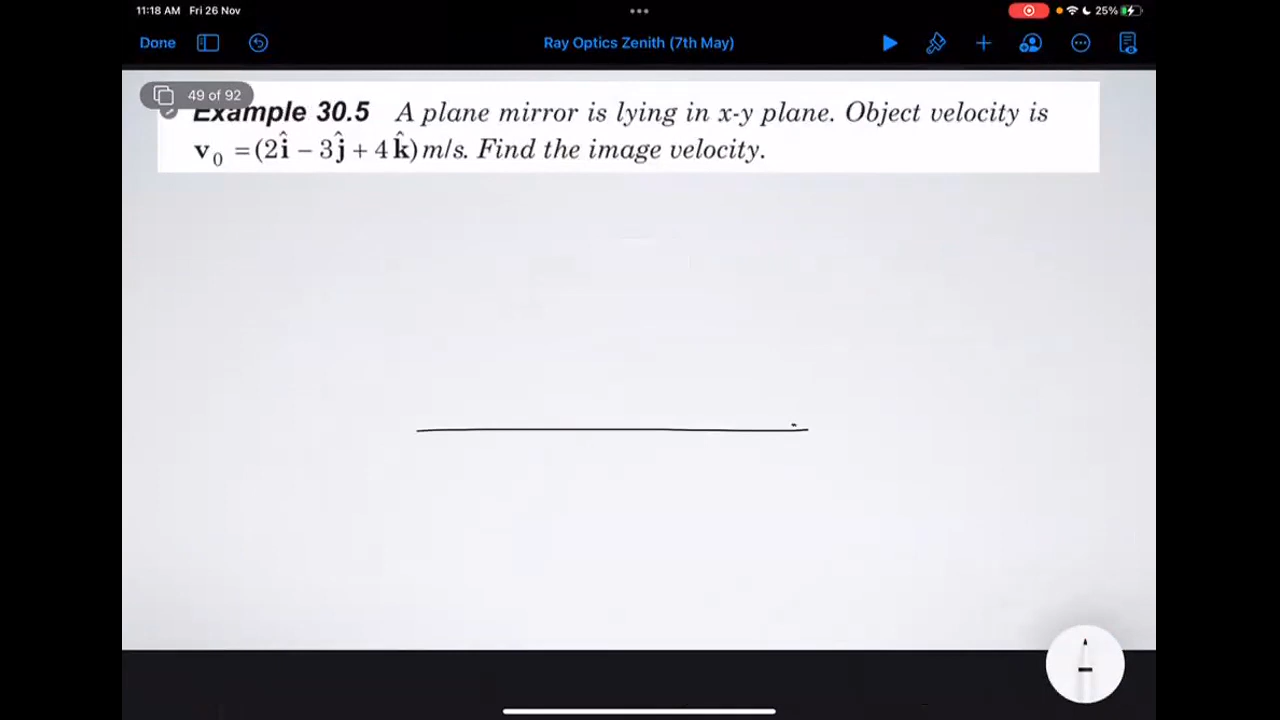 11:18 AM Fri 26 Nov
25%
Done
Ray Optics Zenith (7th May)
49 of 92
Example 30.5 A plane mirror is lying in x-y plane. Object velocity is
v₀ = (2î − 3ĵ + 4k̂) m/s. Find the image velocity.